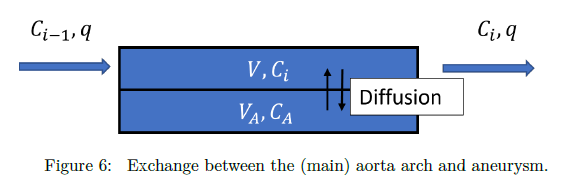 C_{i−1}, q
C_i, q
V, C_i
Diffusion
V_A, C_A
Figure 6: Exchange between the (main) aorta arch and aneurysm.